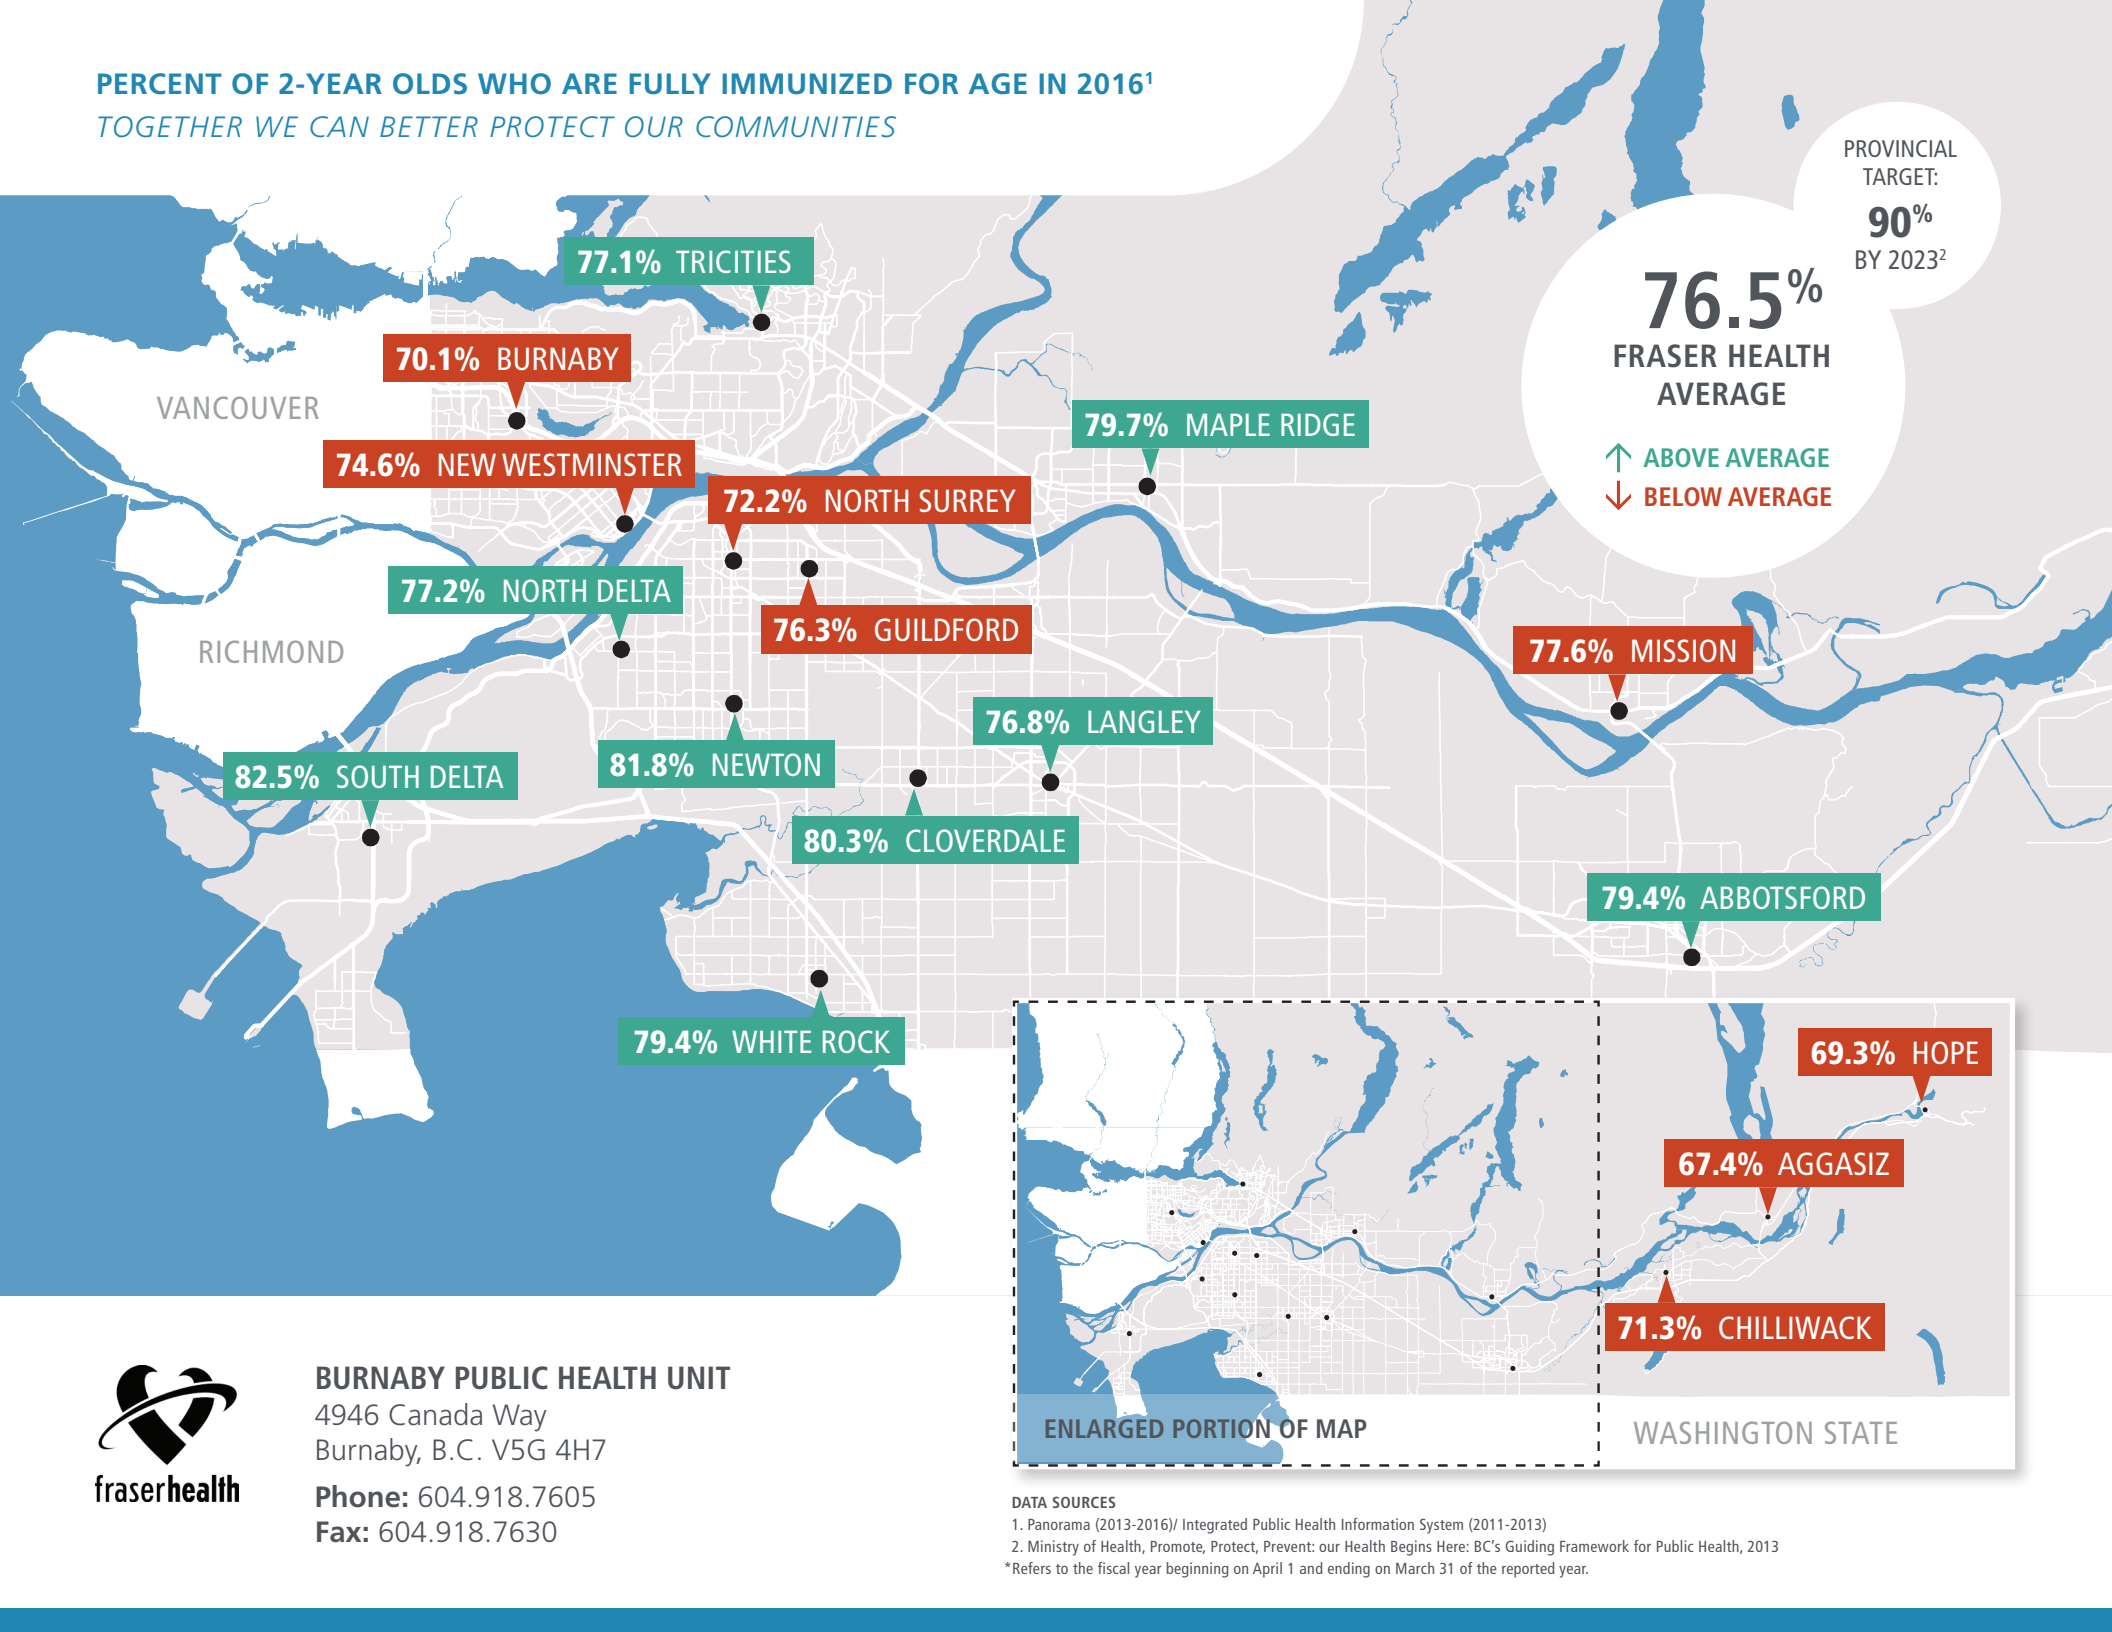 PERCENT OF 2-YEAR OLDS WHO ARE FULLY IMMUNIZED FOR AGE IN 2016¹
TOGETHER WE CAN BETTER PROTECT OUR COMMUNITIES
PROVINCIAL
TARGET:
90%
BY 2023²
76.5%
FRASER HEALTH
AVERAGE
↑ ABOVE AVERAGE
↓ BELOW AVERAGE
77.1% TRICITIES
70.1% BURNABY
VANCOUVER
79.7% MAPLE RIDGE
74.6% NEW WESTMINSTER
72.2% NORTH SURREY
77.2% NORTH DELTA
76.3% GUILDFORD
RICHMOND
77.6% MISSION
76.8% LANGLEY
81.8% NEWTON
82.5% SOUTH DELTA
80.3% CLOVERDALE
79.4% ABBOTSFORD
79.4% WHITE ROCK
69.3% HOPE
67.4% AGGASIZ
71.3% CHILLIWACK
ENLARGED PORTION OF MAP
WASHINGTON STATE
fraserhealth
BURNABY PUBLIC HEALTH UNIT
4946 Canada Way
Burnaby, B.C. V5G 4H7
Phone: 604.918.7605
Fax: 604.918.7630
DATA SOURCES
1. Panorama (2013-2016)/ Integrated Public Health Information System (2011-2013)
2. Ministry of Health, Promote, Protect, Prevent: our Health Begins Here: BC's Guiding Framework for Public Health, 2013
*Refers to the fiscal year beginning on April 1 and ending on March 31 of the reported year.